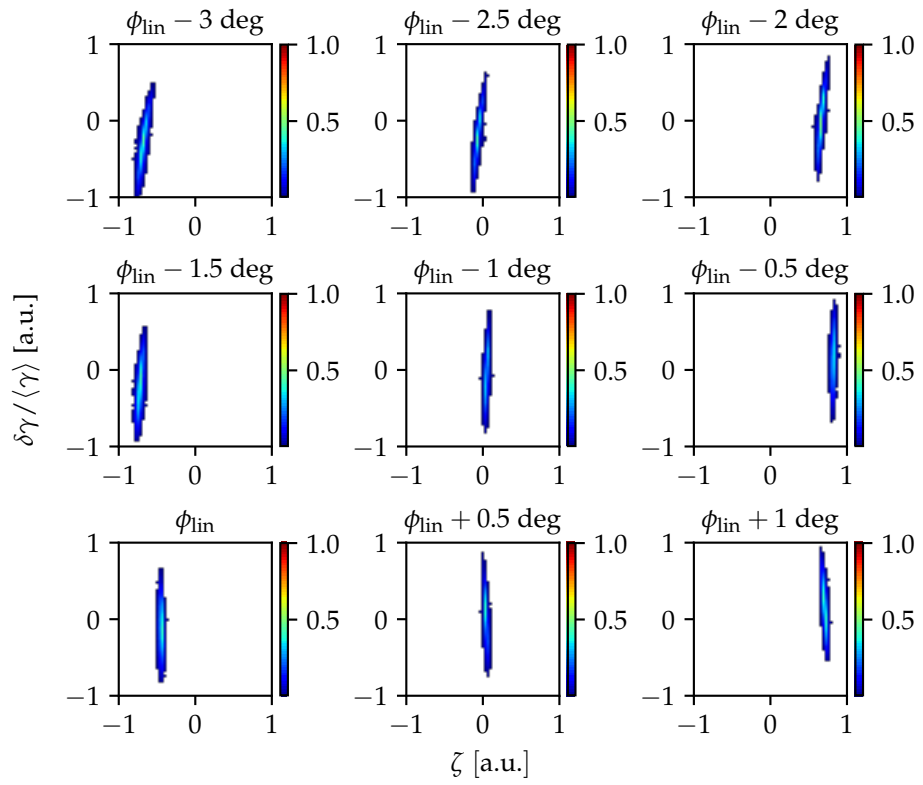 ϕlin − 3 deg ϕlin − 2.5 deg ϕlin − 2 deg
1 1.0 1 1.0 1 1.0
0 0.5 0 0.5 0 0.5
−1 −1 −1
−1 0 1 −1 0 1 −1 0 1
ϕlin − 1.5 deg ϕlin − 1 deg ϕlin − 0.5 deg
1 1.0 1 1.0 1 1.0
0 0.5 0 0.5 0 0.5
−1 −1 −1
−1 0 1 −1 0 1 −1 0 1
δγ/⟨γ⟩ [a.u.]
ϕlin ϕlin + 0.5 deg ϕlin + 1 deg
1 1.0 1 1.0 1 1.0
0 0.5 0 0.5 0 0.5
−1 −1 −1
−1 0 1 −1 0 1 −1 0 1
ζ [a.u.]